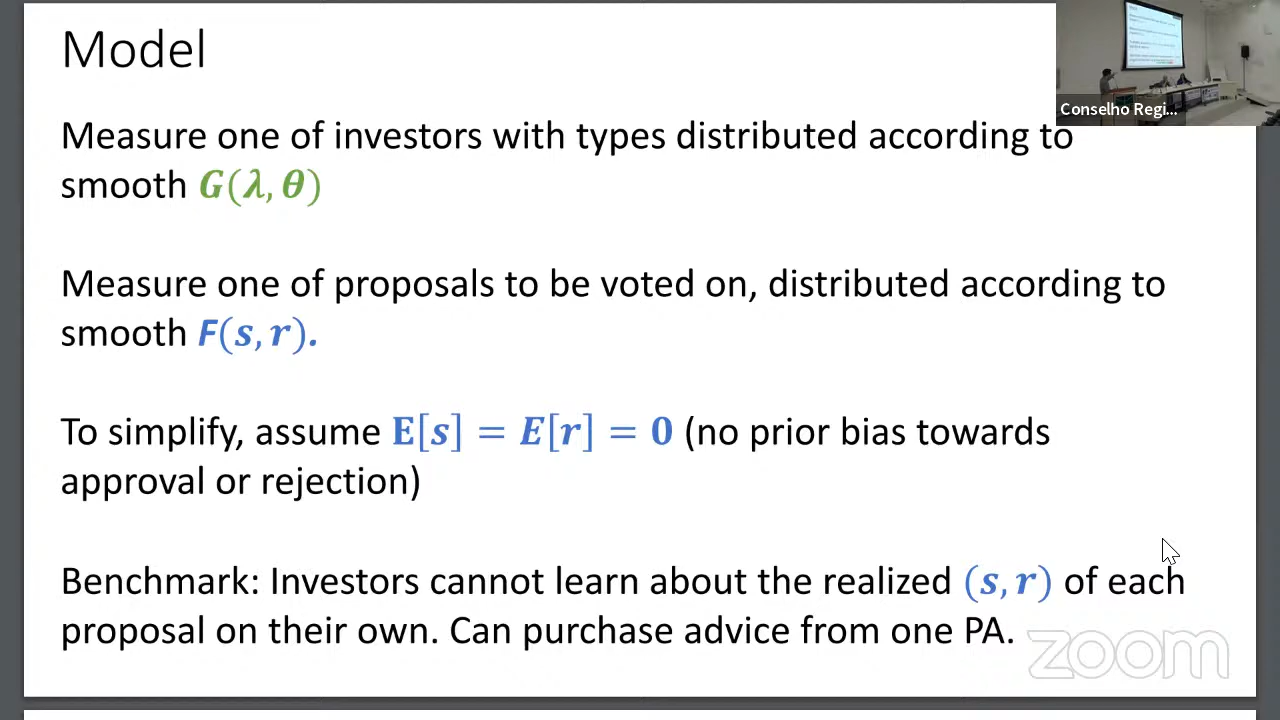 Model
Conselho Regi...
Measure one of investors with types distributed according to
smooth G(λ, θ)
Measure one of proposals to be voted on, distributed according to
smooth F(s, r).
To simplify, assume E[s] = E[r] = 0 (no prior bias towards
approval or rejection)
Benchmark: Investors cannot learn about the realized (s, r) of each
proposal on their own. Can purchase advice from one PA.
zoom